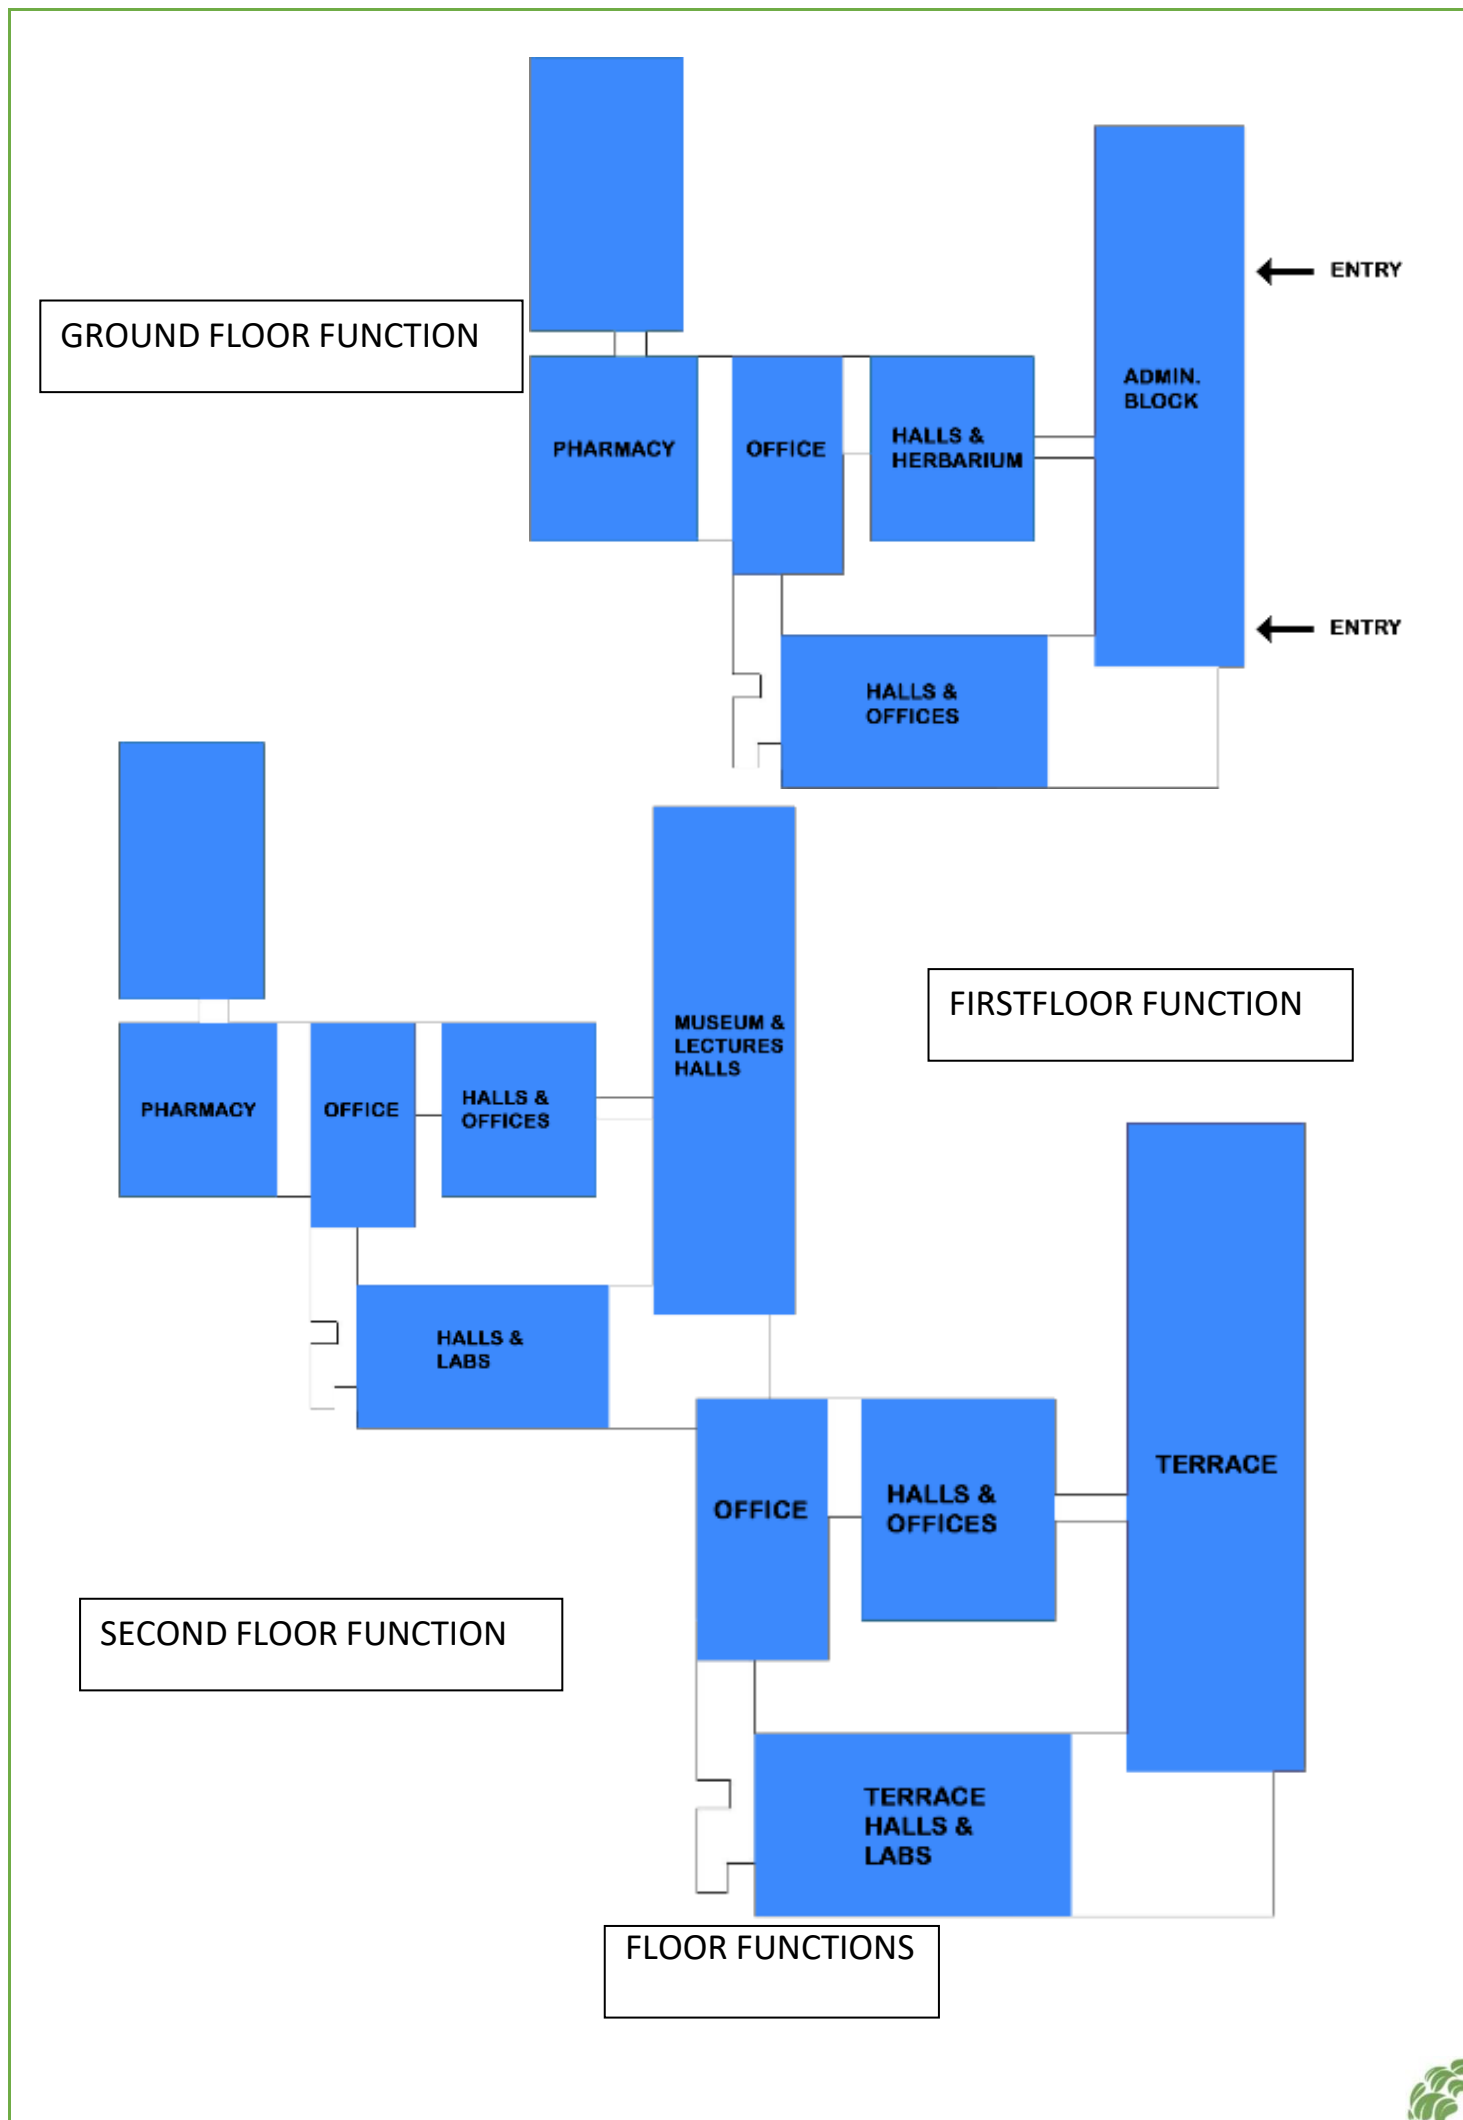 ENTRY
GROUND FLOOR FUNCTION
ADMIN.
BLOCK
PHARMACY
OFFICE
HALLS &
HERBARIUM
ENTRY
HALLS &
OFFICES
FIRSTFLOOR FUNCTION
MUSEUM &
LECTURES
HALLS
PHARMACY
OFFICE
HALLS &
OFFICES
HALLS &
LABS
SECOND FLOOR FUNCTION
TERRACE
OFFICE
HALLS &
OFFICES
TERRACE
HALLS &
LABS
FLOOR FUNCTIONS